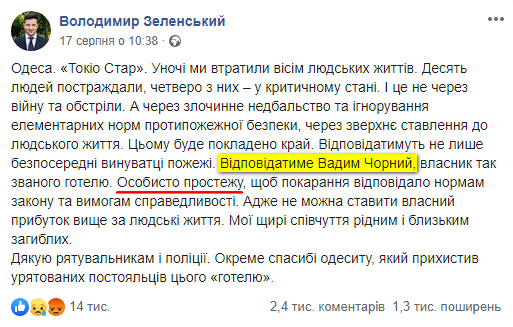 Володимир Зеленський
17 серпня о 10:38 ·
Одеса. «Токіо Стар». Уночі ми втратили вісім людських життів. Десять
людей постраждали, четверо з них – у критичному стані. І це не через
війну та обстріли. А через злочинне недбальство та ігнорування
елементарних норм протипожежної безпеки, через зверхнє ставлення до
людського життя. Цьому буде покладено край. Відповідатимуть не лише
безпосередні винуватці пожежі. Відповідатиме Вадим Чорний, власник так
званого готелю. Особисто простежу, щоб покарання відповідало нормам
закону та вимогам справедливості. Адже не можна ставити власний
прибуток вище за людські життя. Мої щирі співчуття рідним і близьким
загиблих.
Дякую рятувальникам і поліції. Окреме спасибі одеситу, який прихистив
урятованих постояльців цього «готелю».
14 тис. 2,4 тис. коментарів 1,3 тис. поширень